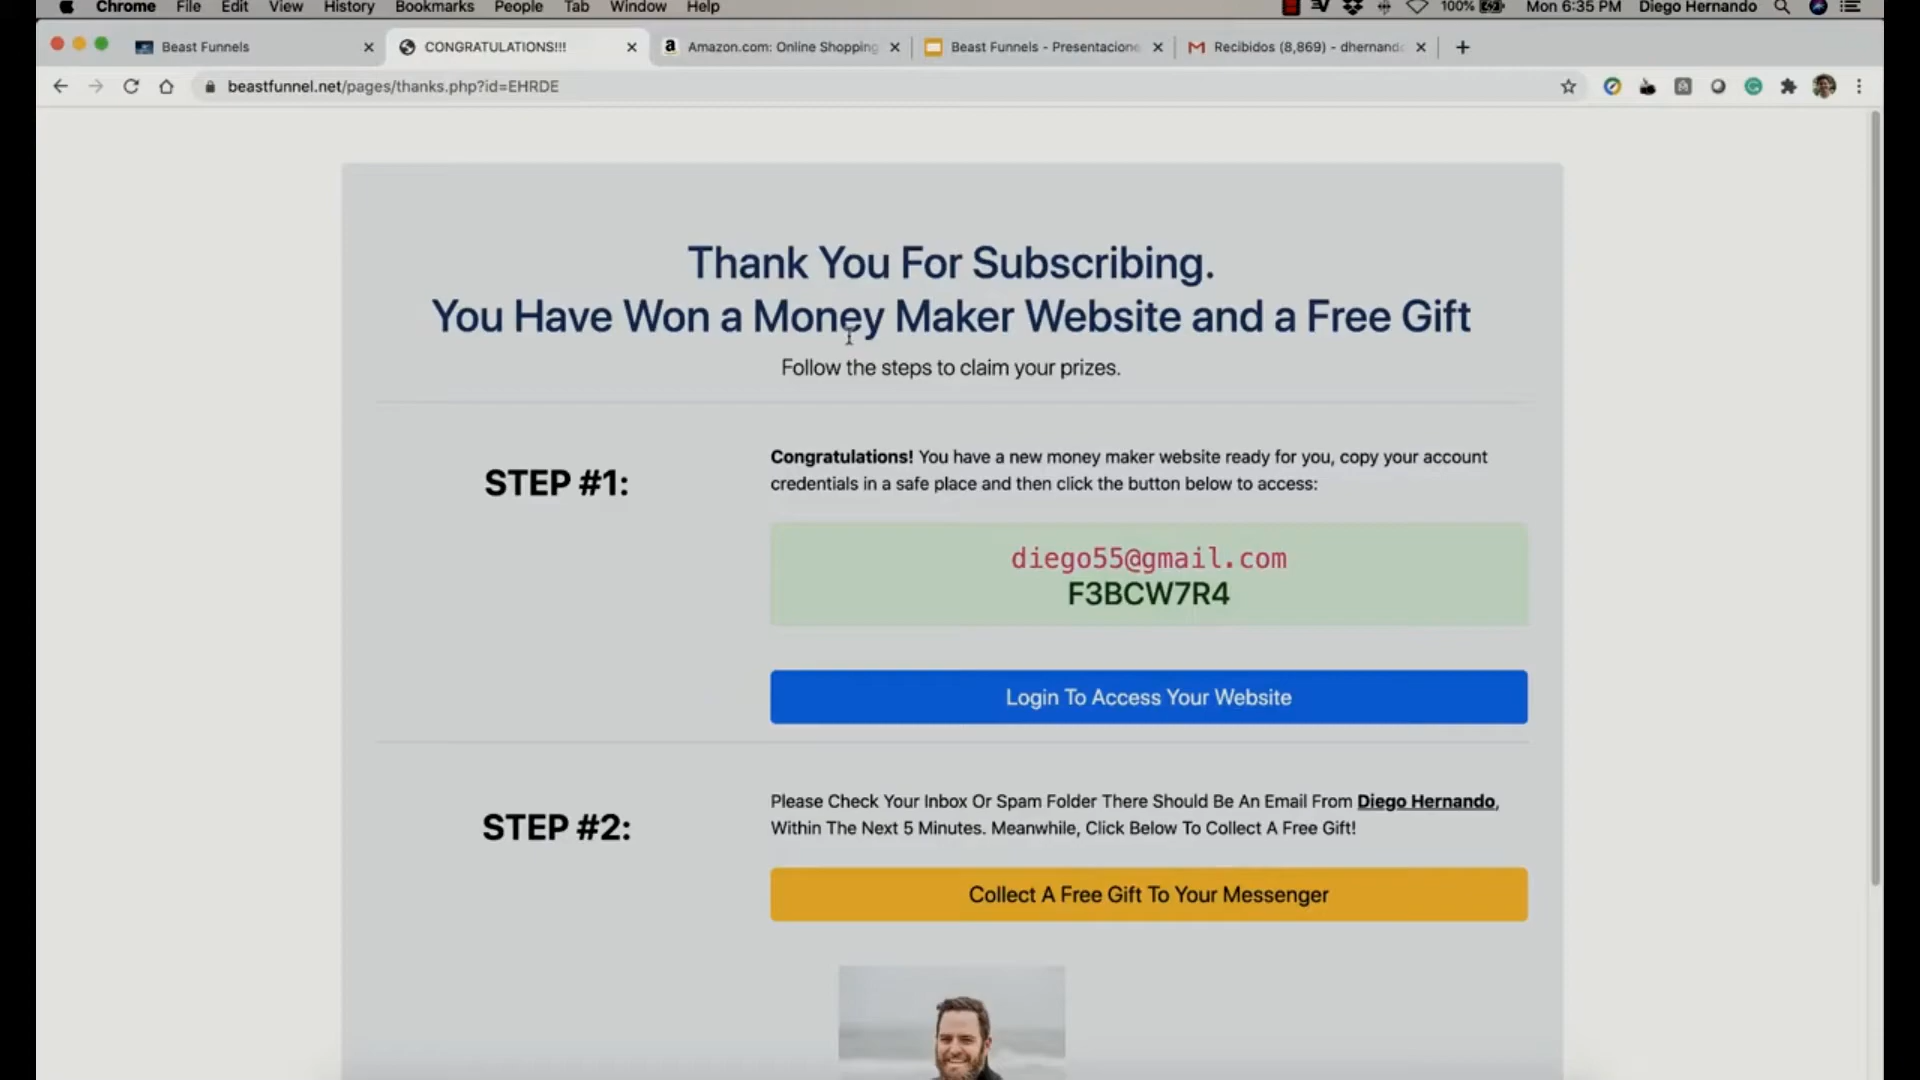 Chrome File Edit View History Bookmarks People Tab Window Help 100% Mon 6:35 PM Diego Hernando
Beast Funnels
CONGRATULATIONS!!!
Amazon.com: Online Shopping
Beast Funnels - Presentacione
Recibidos (8,869) - dhernand
beastfunnel.net/pages/thanks.php?id=EHRDE
Thank You For Subscribing.
You Have Won a Money Maker Website and a Free Gift
Follow the steps to claim your prizes.
STEP #1:
Congratulations! You have a new money maker website ready for you, copy your account
credentials in a safe place and then click the button below to access:
diego55@gmail.com
F3BCW7R4
Login To Access Your Website
STEP #2:
Please Check Your Inbox Or Spam Folder There Should Be An Email From Diego Hernando,
Within The Next 5 Minutes. Meanwhile, Click Below To Collect A Free Gift!
Collect A Free Gift To Your Messenger